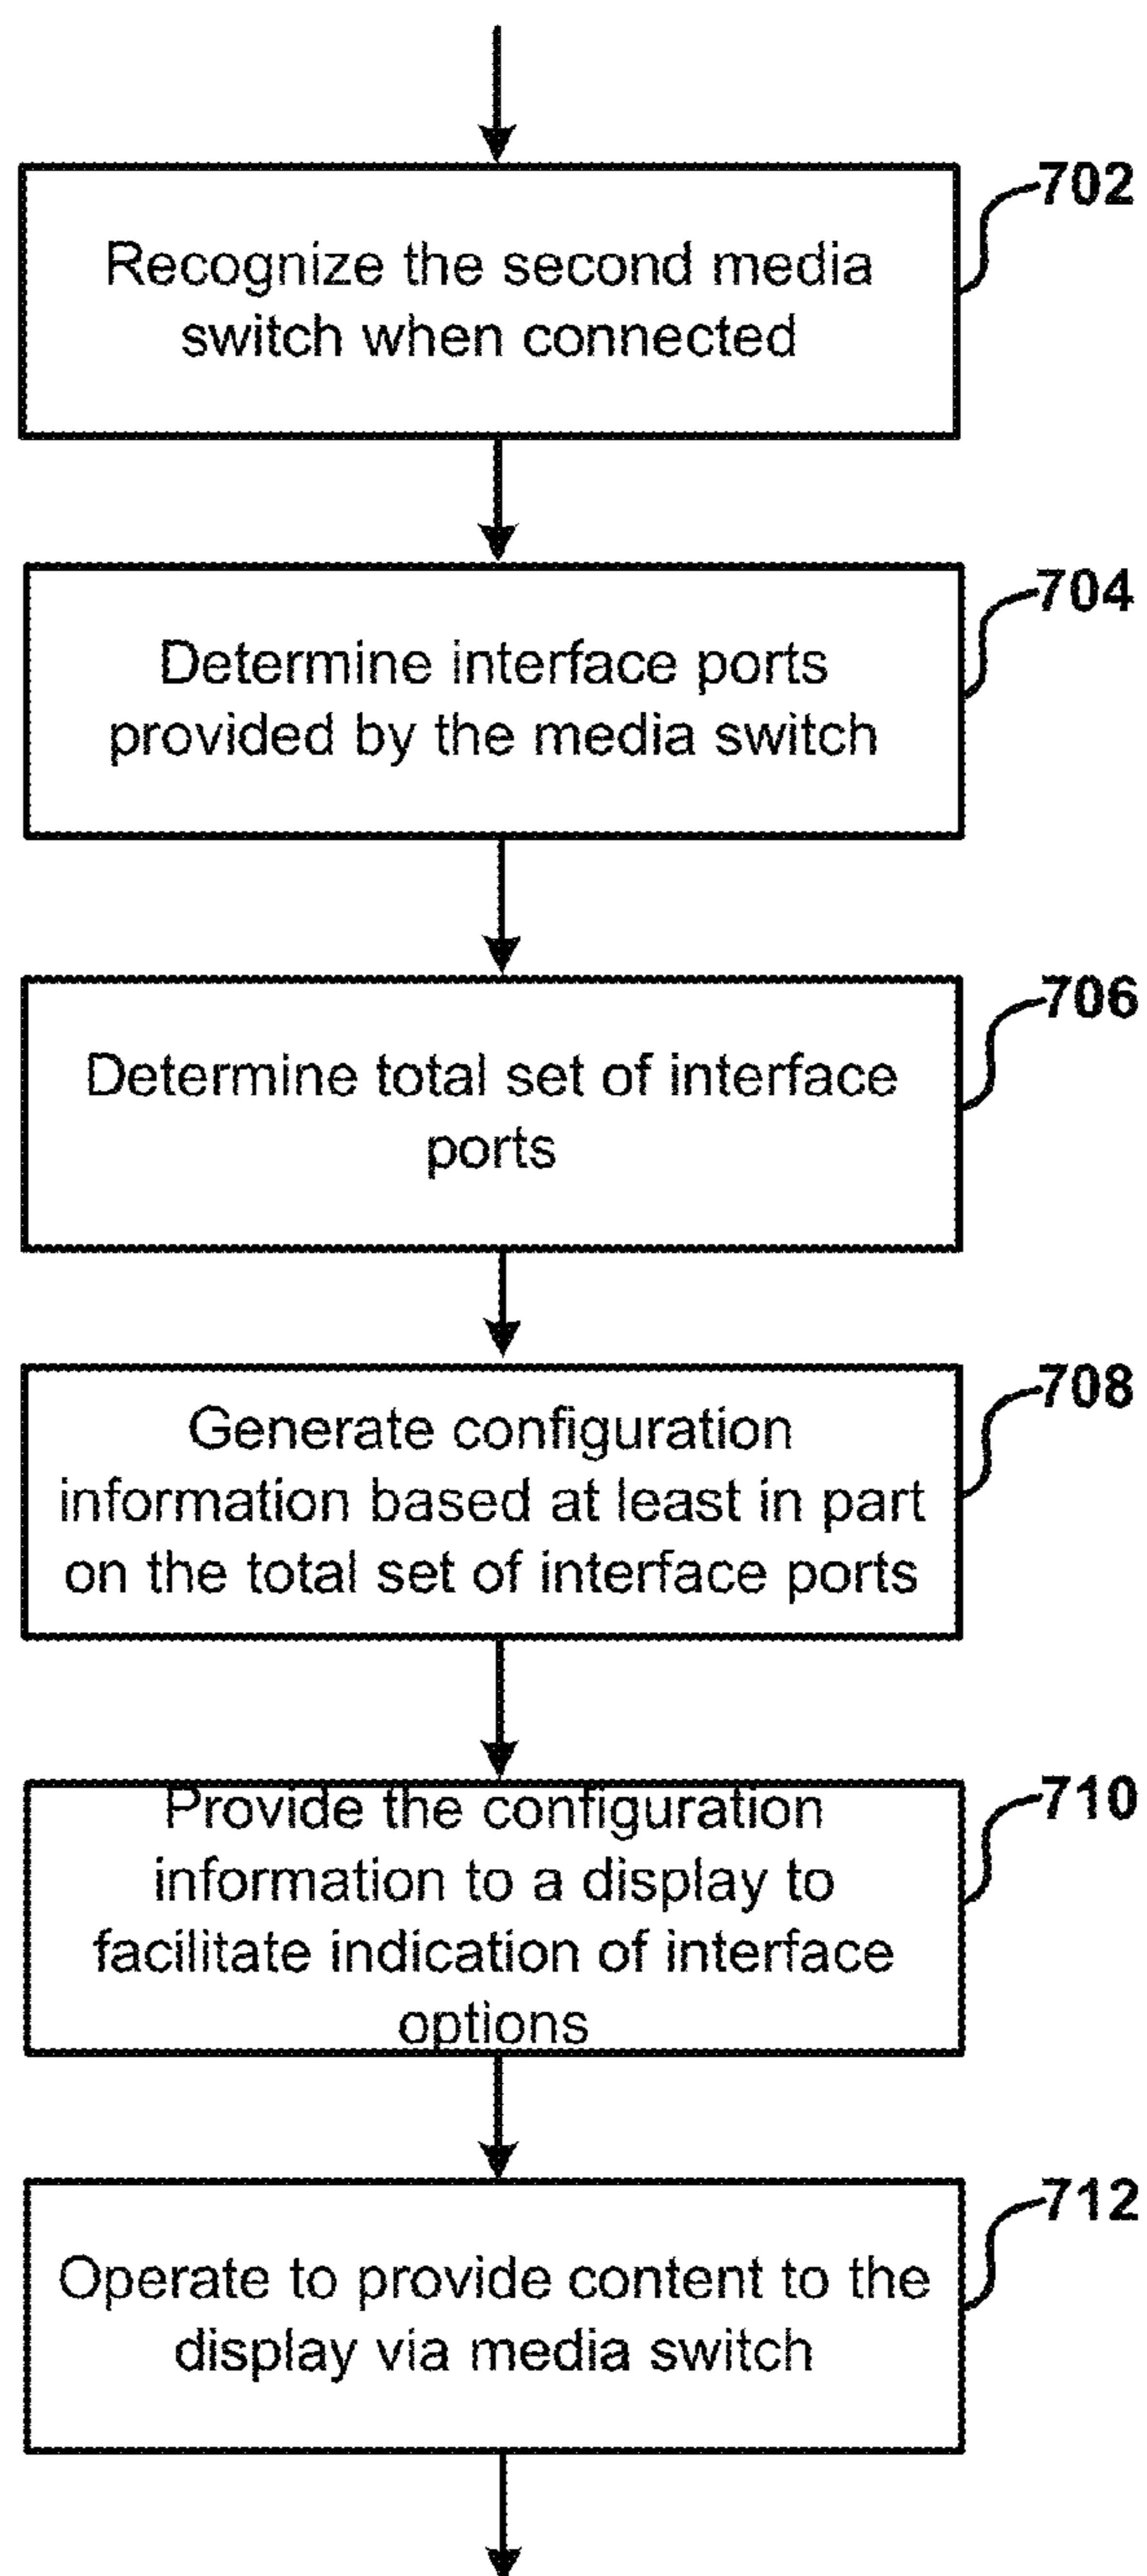 702
Recognize the second media
switch when connected
704
Determine interface ports
provided by the media switch
706
Determine total set of interface
ports
708
Generate configuration
information based at least in part
on the total set of interface ports
710
Provide the configuration
information to a display to
facilitate indication of interface
options
712
Operate to provide content to the
display via media switch